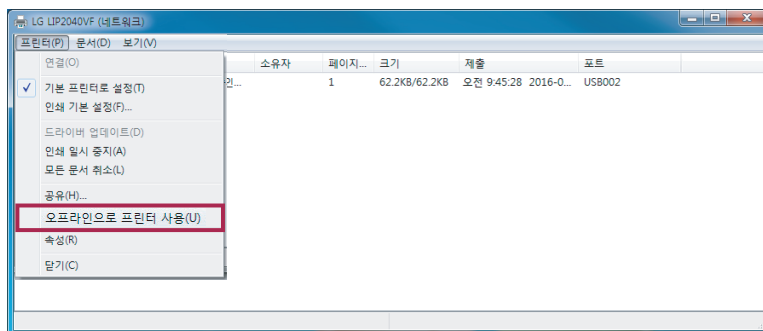 LG LIP2040VF (네트워크)
프린터(P) 문서(D) 보기(V)
연결(O)
소유자 페이지... 크기 제출 포트
기본 프린터로 설정(T)
인... 1 62.2KB/62.2KB 오전 9:45:28 2016-0... USB002
인쇄 기본 설정(F)...
드라이버 업데이트(D)
인쇄 일시 중지(A)
모든 문서 취소(L)
공유(H)...
오프라인으로 프린터 사용(U)
속성(R)
닫기(C)